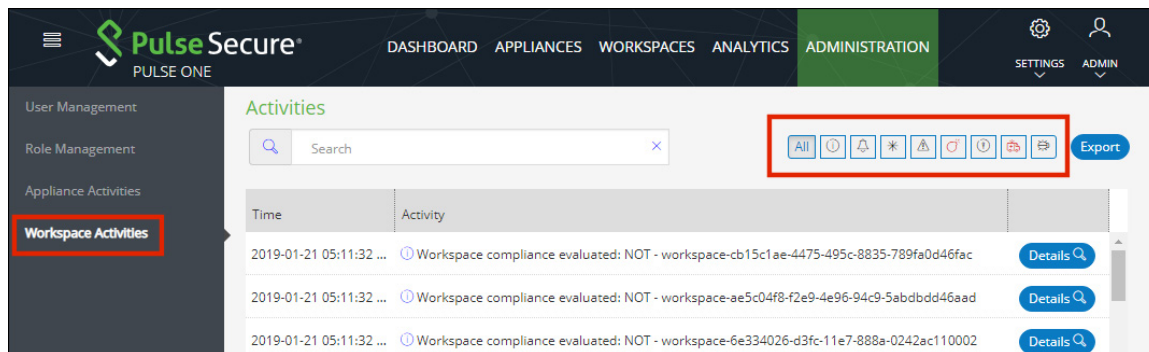 Pulse Secure
PULSE ONE
DASHBOARD APPLIANCES WORKSPACES ANALYTICS ADMINISTRATION
SETTINGS
ADMIN
User Management
Role Management
Appliance Activities
Workspace Activities
Activities
Search
All
Export
Time Activity
2019-01-21 05:11:32 ... Workspace compliance evaluated: NOT - workspace-cb15c1ae-4475-495c-8835-789fa0d46fac Details
2019-01-21 05:11:32 ... Workspace compliance evaluated: NOT - workspace-ae5c04f8-f2e9-4e96-94c9-5abdbdd46aad Details
2019-01-21 05:11:32 ... Workspace compliance evaluated: NOT - workspace-6e334026-d3fc-11e7-888a-0242ac110002 Details